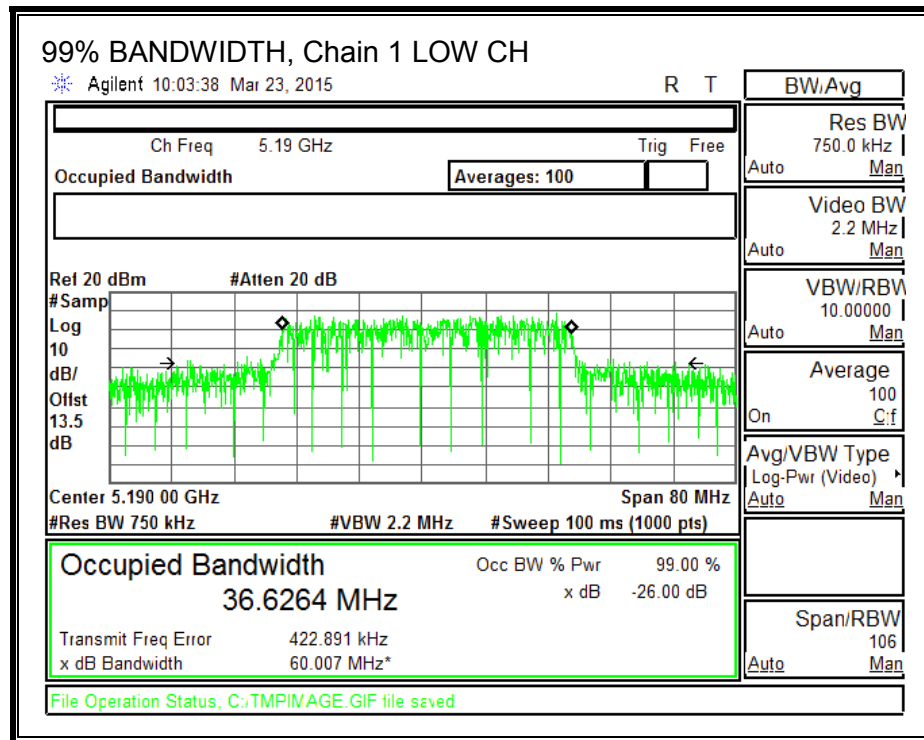 99% BANDWIDTH, Chain 1 LOW CH
Agilent 10:03:38 Mar 23, 2015 R T
BW/Avg
Ch Freq 5.19 GHz Trig Free
Occupied Bandwidth Averages: 100
Res BW
750.0 kHz
Auto Man
Video BW
2.2 MHz
Auto Man
VBW/RBW
10.00000
Auto Man
Average
100
On Off
Avg/VBW Type
Log-Pwr (Video)
Auto Man
Span/RBW
106
Auto Man
Ref 20 dBm #Atten 20 dB
#Samp
Log
10
dB/
Offst
13.5
dB
Center 5.190 00 GHz Span 80 MHz
#Res BW 750 kHz #VBW 2.2 MHz #Sweep 100 ms (1000 pts)
Occupied Bandwidth
36.6264 MHz
Occ BW % Pwr 99.00 %
x dB -26.00 dB
Transmit Freq Error 422.891 kHz
x dB Bandwidth 60.007 MHz*
File Operation Status, C:\TMPIMAGE.GIF file saved